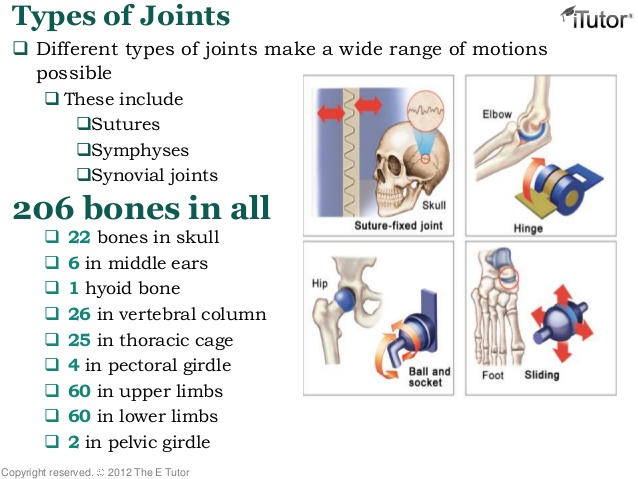 Types of Joints
iTutor
Different types of joints make a wide range of motions
possible
These include
Sutures
Symphyses
Synovial joints
206 bones in all
22 bones in skull
6 in middle ears
1 hyoid bone
26 in vertebral column
25 in thoracic cage
4 in pectoral girdle
60 in upper limbs
60 in lower limbs
2 in pelvic girdle
Skull
Suture-fixed joint
Elbow
Hinge
Hip
Ball and
socket
Foot
Sliding
Copyright reserved. © 2012 The E Tutor